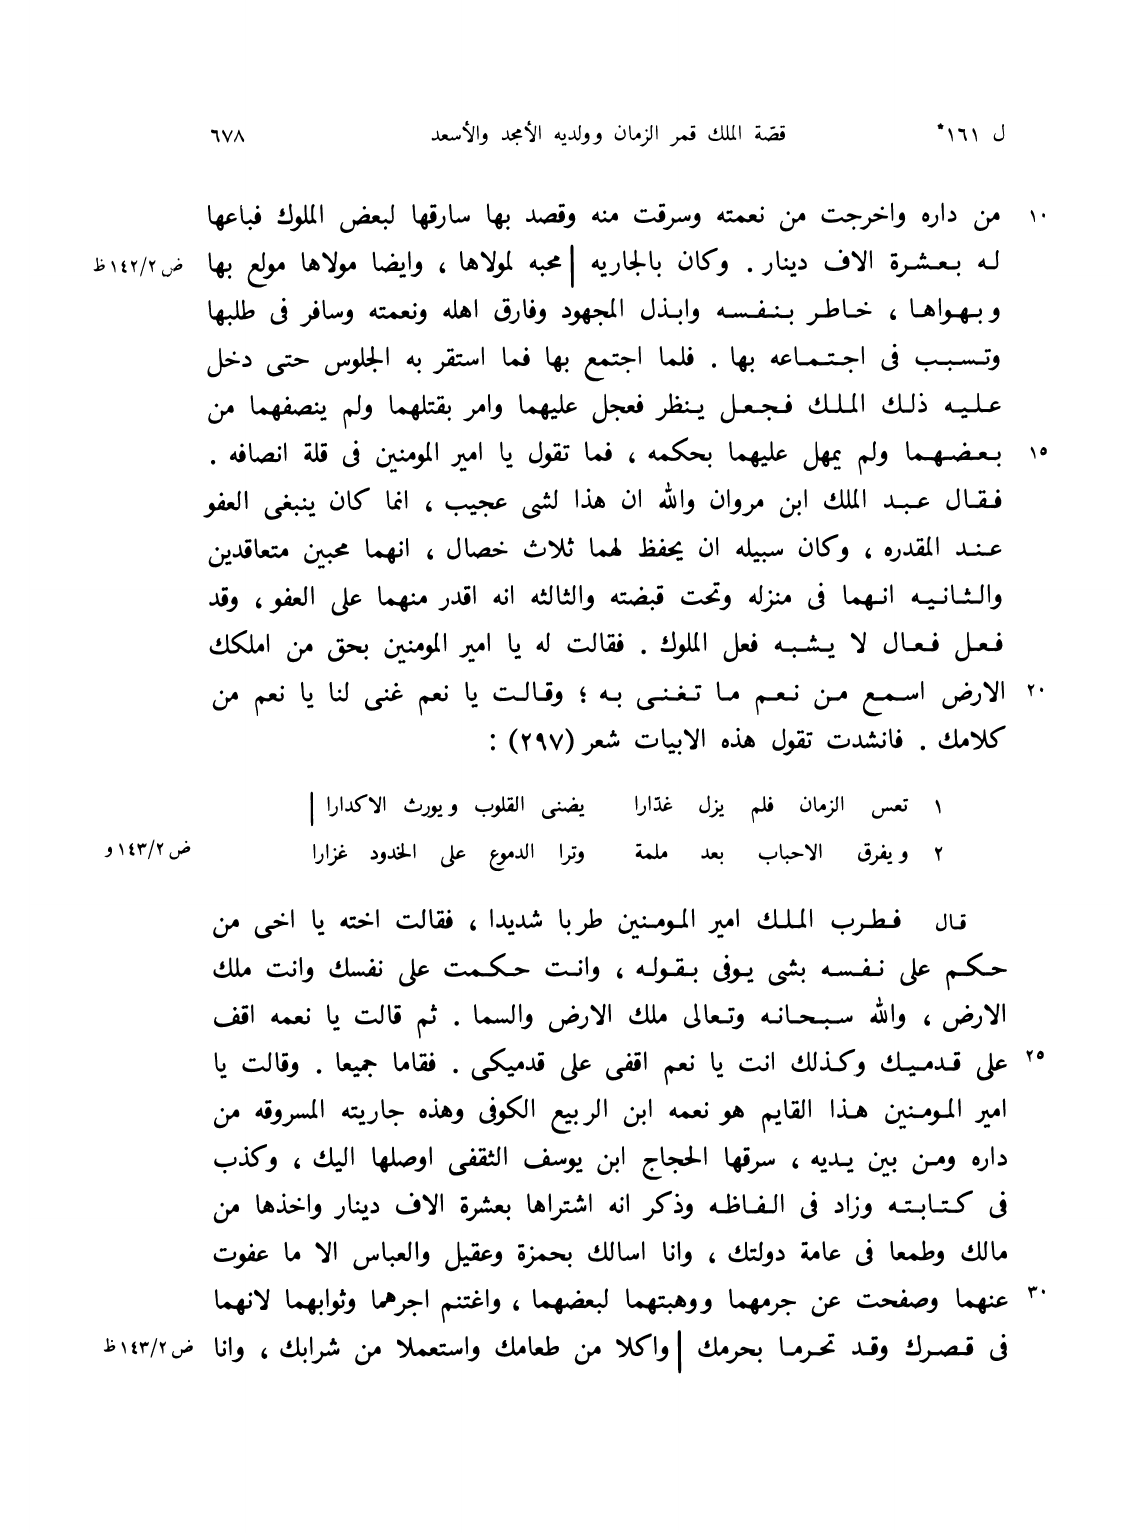 ل ١٦١* قصّة الملك قمر الزمان وولديه الأمجد والأسعد ٦٧٨
١٠ من داره واخرجت من نعمته وسرقت منه وقصد بها سارقها لبعض الملوك فباعها
له بعشرة الاف دينار . وكان بالجاريه | محبه لمولاها ، وايضا مولاها مولع بها ض ١٤٢/٢ظ
وبهواها ، خاطر بنفسه وابذل المجهود وفارق اهله ونعمته وسافر فى طلبها
وتسبب فى اجتماعه بها . فلما اجتمع بها فما استقر به الجلوس حتى دخل
عليه ذلك الملك فجعل ينظر فعجل عليهما وامر بقتلهما ولم ينصفهما من
١٥ بعضهما ولم يمهل عليهما بحكمه ، فما تقول يا امير المومنين فى قلة انصافه .
فقال عبد الملك ابن مروان والله ان هذا لشى عجيب ، انما كان ينبغى العفو
عند المقدره ، وكان سبيله ان يحفظ لهما ثلاث خصال ، انهما محبين متعاقدين
والثانيه انهما فى منزله وتحت قبضته والثالثه انه اقدر منهما على العفو ، وقد
فعل فعال لا يشبه فعل الملوك . فقالت له يا امير المومنين بحق من املكك
٢٠ الارض اسمع من نعم ما تغنى به ؛ وقالت يا نعم غنى لنا يا نعم من
كلامك . فانشدت تقول هذه الابيات شعر (٢٩٧) :
١ تعس الزمان فلم يزل غدّارا يضنى القلوب ويورث الاكدارا |
٢ ويفرق الاحباب بعد ملمة وترا الدموع على الخدود غزارا ض ١٤٣/٢و
قال فطرب الملك امير المومنين طربا شديدا ، فقالت اخته يا اخى من
حكم على نفسه بشى يوفى بقوله ، وانت حكمت على نفسك وانت ملك
الارض ، والله سبحانه وتعالى ملك الارض والسما . ثم قالت يا نعمه اقف
٢٥ على قدميك وكذلك انت يا نعم اقفى على قدميكى . فقاما جميعا . وقالت يا
امير المومنين هذا القايم هو نعمه ابن الربيع الكوفى وهذه جاريته المسروقه من
داره ومن بين يديه ، سرقها الحجاج ابن يوسف الثقفى اوصلها اليك ، وكذب
فى كتابته وزاد فى الفاظه وذكر انه اشتراها بعشرة الاف دينار واخذها من
مالك وطمعا فى عامة دولتك ، وانا اسالك بحمزة وعقيل والعباس الا ما عفوت
٣٠ عنهما وصفحت عن جرمهما ووهبتهما لبعضهما ، واغتنم اجرهما وثوابهما لانهما
فى قصرك وقد تحرما بحرمك | واكلا من طعامك واستعملا من شرابك ، وانا ض ١٤٣/٢ظ